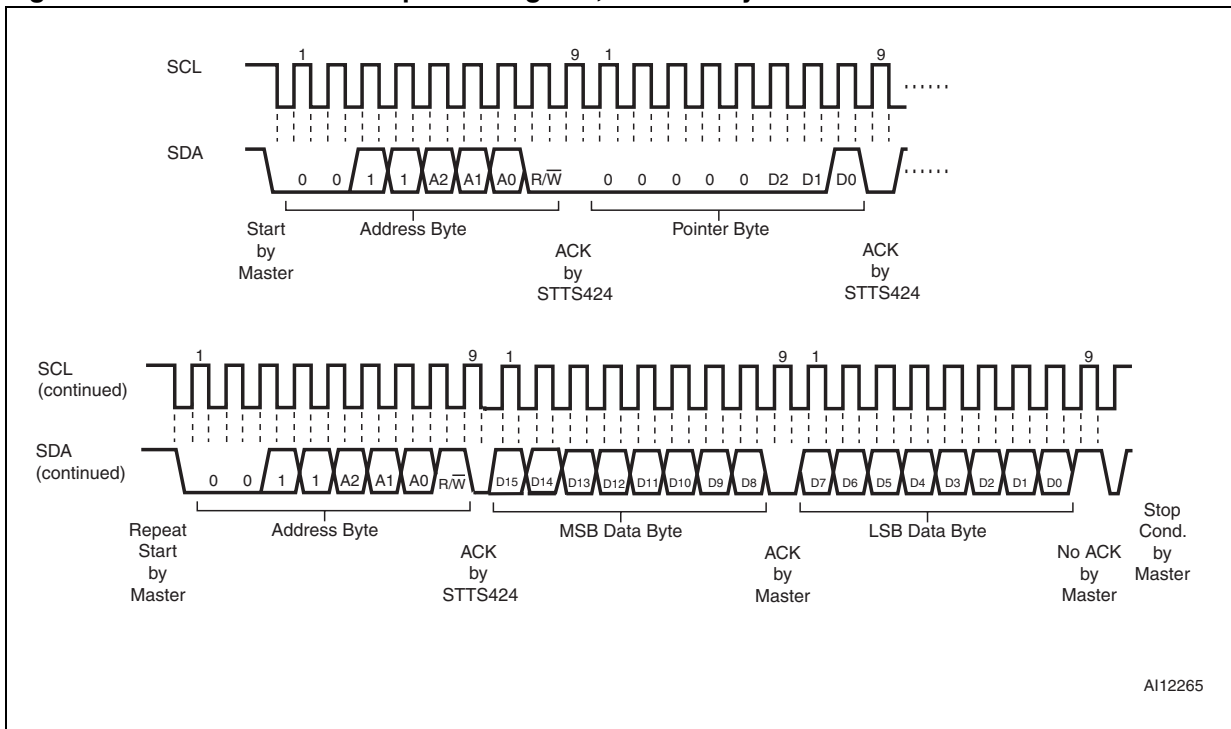 1 9 1 9
SCL
SDA
0 0 1 1 A2 A1 A0 R/W 0 0 0 0 0 D2 D1 D0
Start
by
Master
Address Byte
ACK
by
STTS424
Pointer Byte
ACK
by
STTS424
1 9 1 9 1 9
SCL
(continued)
SDA
(continued)
0 0 1 1 A2 A1 A0 R/W D15 D14 D13 D12 D11 D10 D9 D8 D7 D6 D5 D4 D3 D2 D1 D0
Repeat
Start
by
Master
Address Byte
ACK
by
STTS424
MSB Data Byte
ACK
by
Master
LSB Data Byte
No ACK
by
Master
Stop
Cond.
by
Master
AI12265